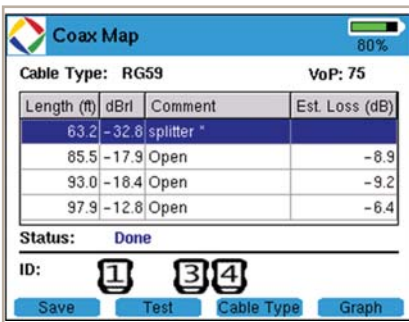 Coax Map
80%
Cable Type: RG59 VoP: 75
Length (ft) dBrl Comment Est. Loss (dB)
63.2 -32.8 splitter *
85.5 -17.9 Open -8.9
93.0 -18.4 Open -9.2
97.9 -12.8 Open -6.4
Status: Done
ID: 1 3 4
Save Test Cable Type Graph